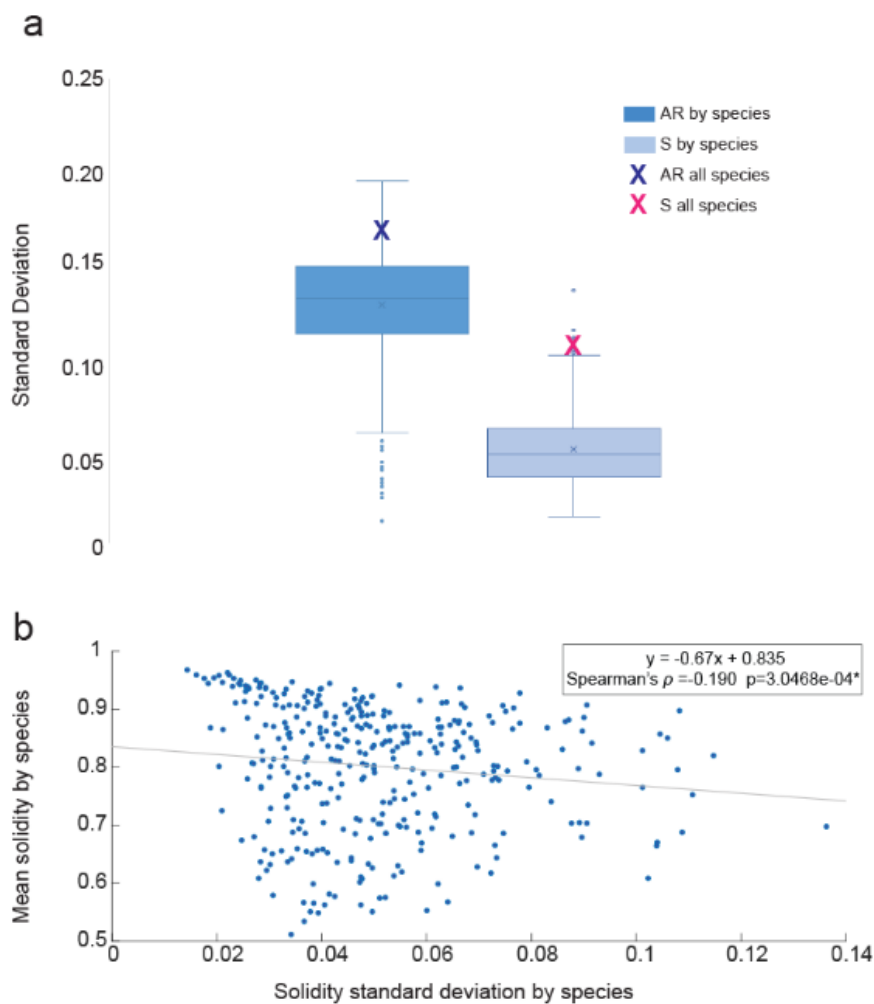 a
0.25
0.20
0.15
0.10
0.05
0
Standard Deviation
AR by species
S by species
X AR all species
X S all species
b
1
0.9
0.8
0.7
0.6
0.5
Mean solidity by species
y = -0.67x + 0.835
Spearman's ρ =-0.190 p=3.0468e-04*
0 0.02 0.04 0.06 0.08 0.1 0.12 0.14
Solidity standard deviation by species